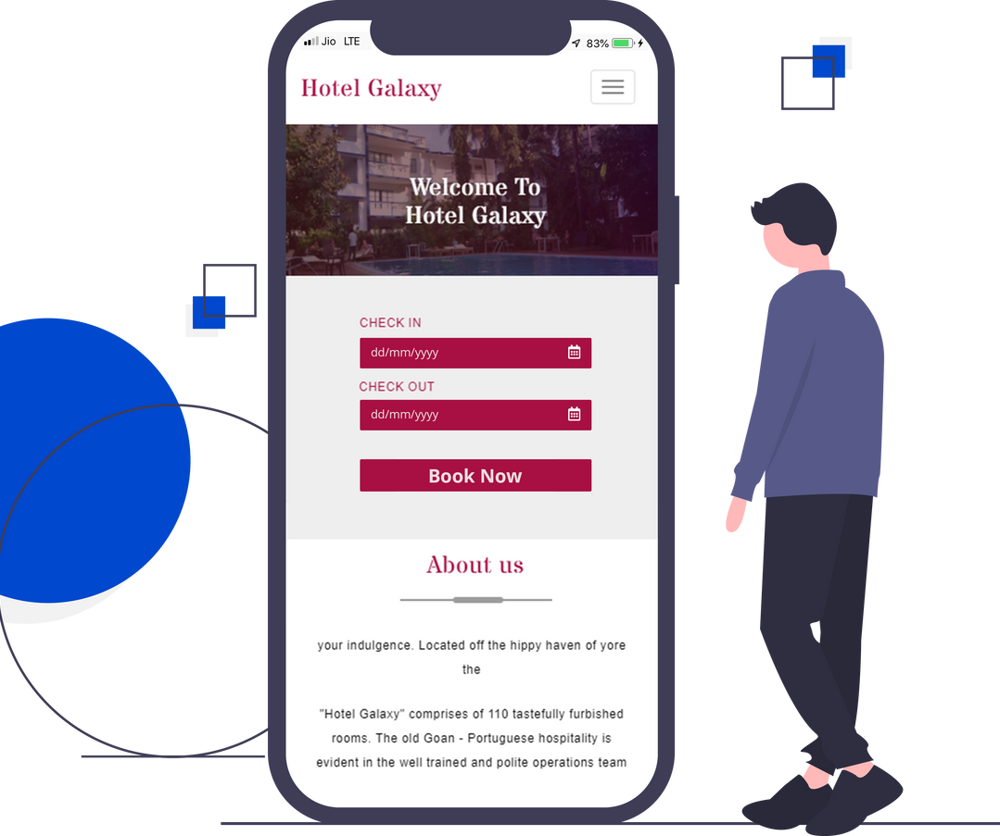 Jio LTE 83%
Hotel Galaxy
Welcome To
Hotel Galaxy
CHECK IN
dd/mm/yyyy
CHECK OUT
dd/mm/yyyy
Book Now
About us
your indulgence. Located off the hippy haven of yore
the
"Hotel Galaxy" comprises of 110 tastefully furbished
rooms. The old Goan - Portuguese hospitality is
evident in the well trained and polite operations team